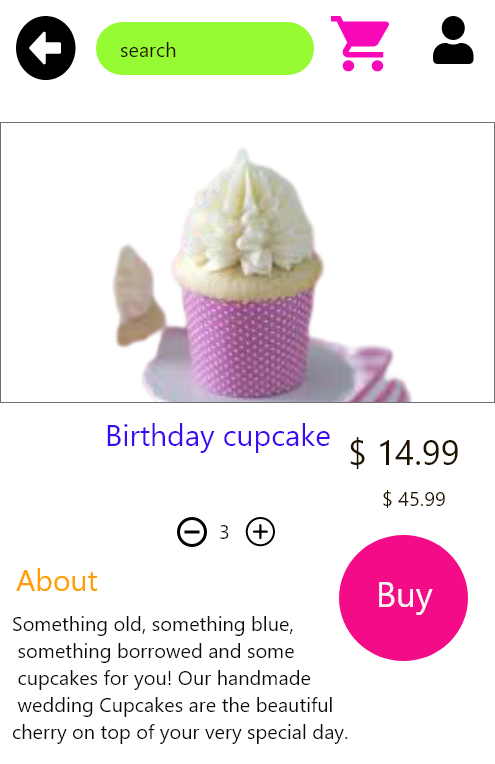 search
Birthday cupcake
$ 14.99
$ 45.99
3
About
Buy
Something old, something blue,
something borrowed and some
cupcakes for you! Our handmade
wedding Cupcakes are the beautiful
cherry on top of your very special day.